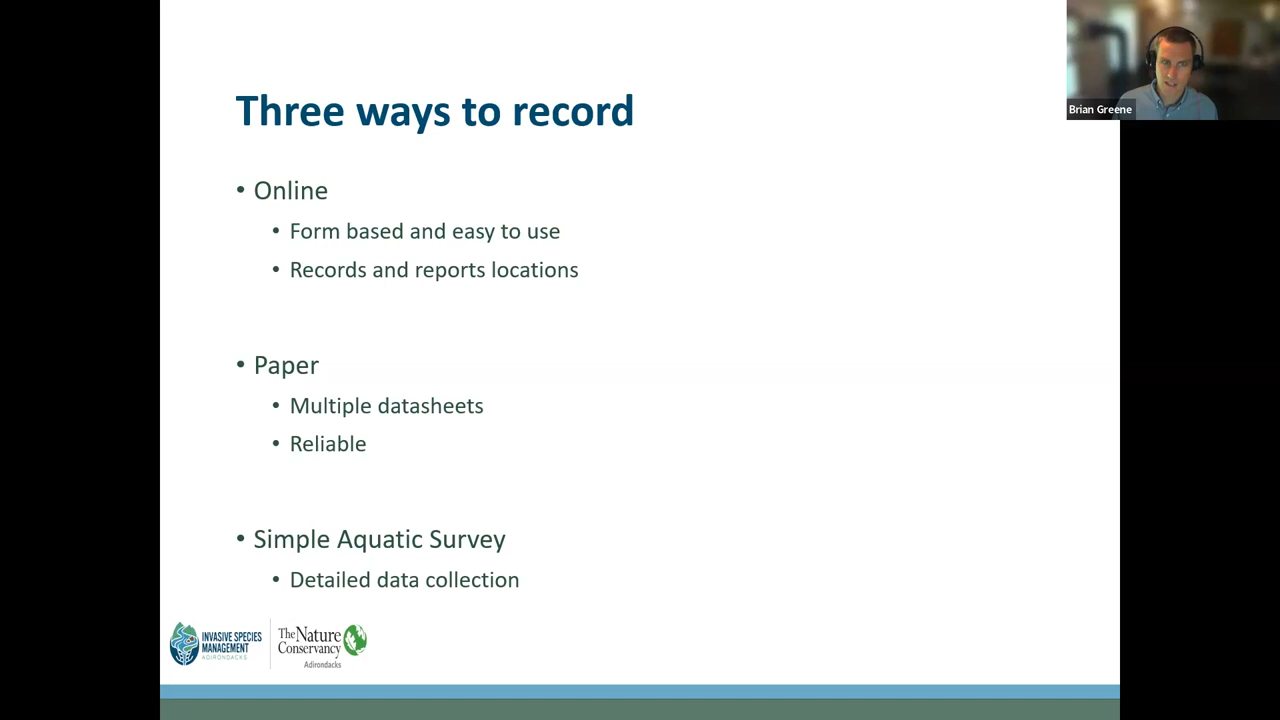 Three ways to record
• Online
• Form based and easy to use
• Records and reports locations
• Paper
• Multiple datasheets
• Reliable
• Simple Aquatic Survey
• Detailed data collection
INVASIVE SPECIES
MANAGEMENT
ADIRONDACKS
The Nature
Conservancy
Adirondacks
Brian Greene